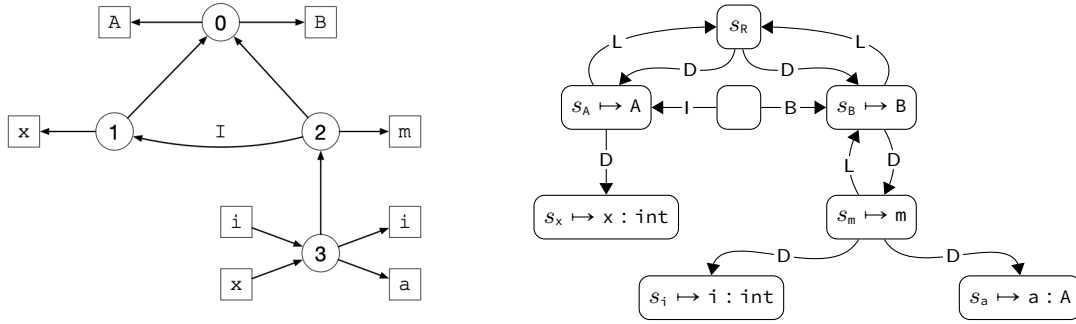 A 0 B
x 1 I 2 m
i i
3
x a
s_R
L L
D D
s_A ↦ A I B s_B ↦ B
D L D
s_x ↦ x : int s_m ↦ m
D D
s_i ↦ i : int s_a ↦ a : A